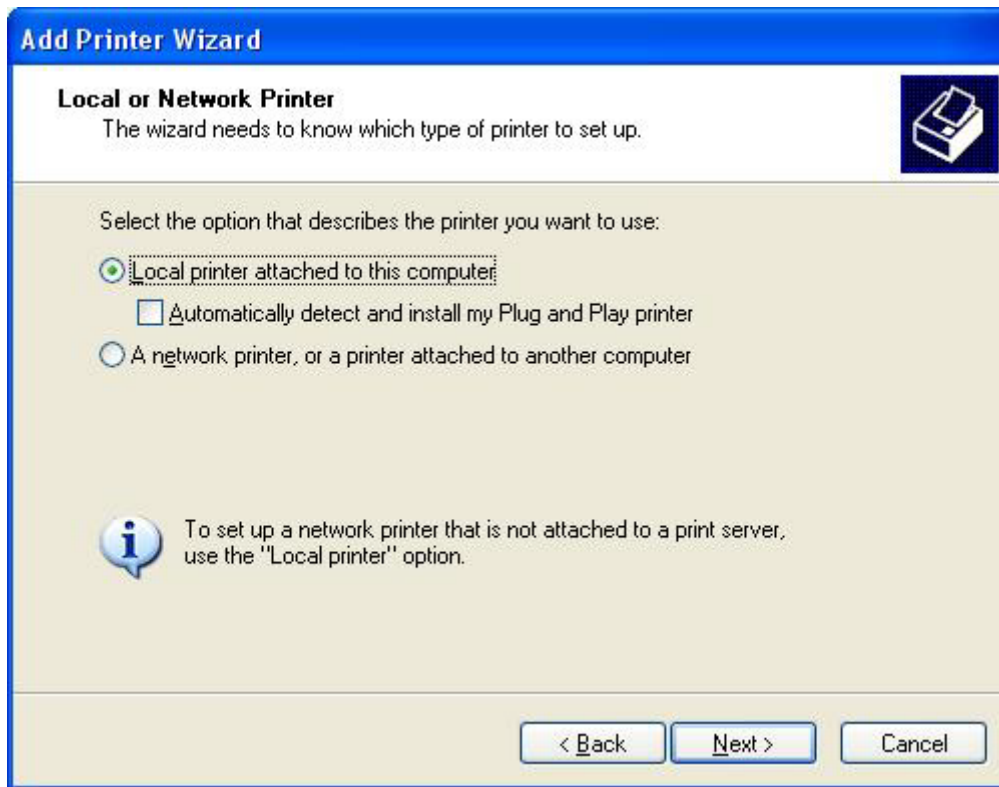 Add Printer Wizard
Local or Network Printer
The wizard needs to know which type of printer to set up.
Select the option that describes the printer you want to use:
Local printer attached to this computer
Automatically detect and install my Plug and Play printer
A network printer, or a printer attached to another computer
To set up a network printer that is not attached to a print server,
use the "Local printer" option.
< Back
Next >
Cancel